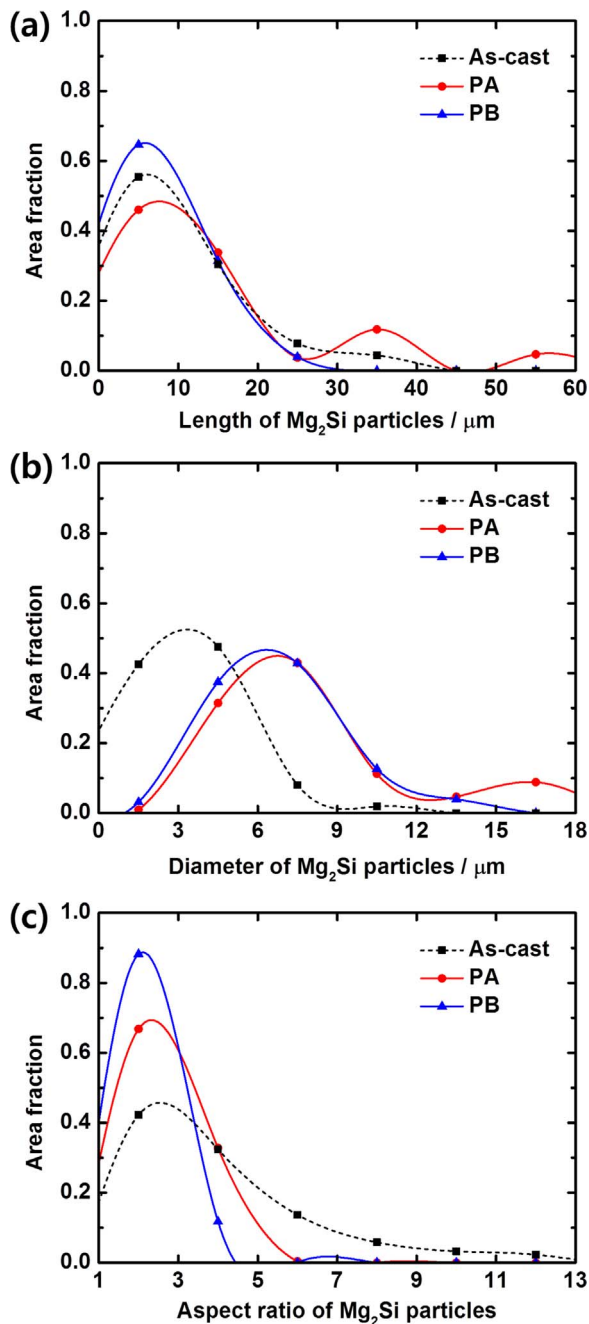 (a)
1.0
0.8
0.6
0.4
0.2
0.0
Area fraction
As-cast
PA
PB
0 10 20 30 40 50 60
Length of Mg₂Si particles / μm
(b)
1.0
0.8
0.6
0.4
0.2
0.0
Area fraction
As-cast
PA
PB
0 3 6 9 12 15 18
Diameter of Mg₂Si particles / μm
(c)
1.0
0.8
0.6
0.4
0.2
0.0
Area fraction
As-cast
PA
PB
1 3 5 7 9 11 13
Aspect ratio of Mg₂Si particles